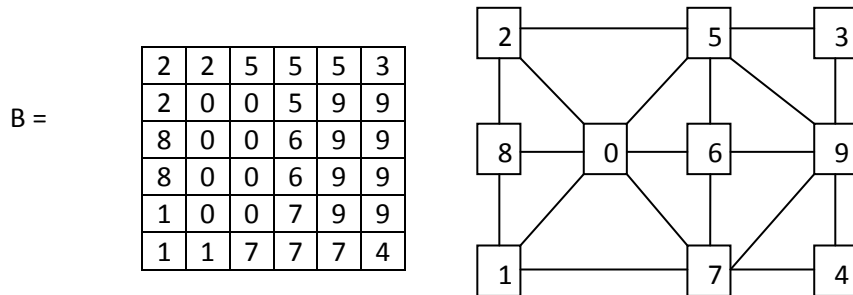 B =
2 2 5 5 5 3
2 0 0 5 9 9
8 0 0 6 9 9
8 0 0 6 9 9
1 0 0 7 9 9
1 1 7 7 7 4
2 5 3
8 0 6 9
1 7 4